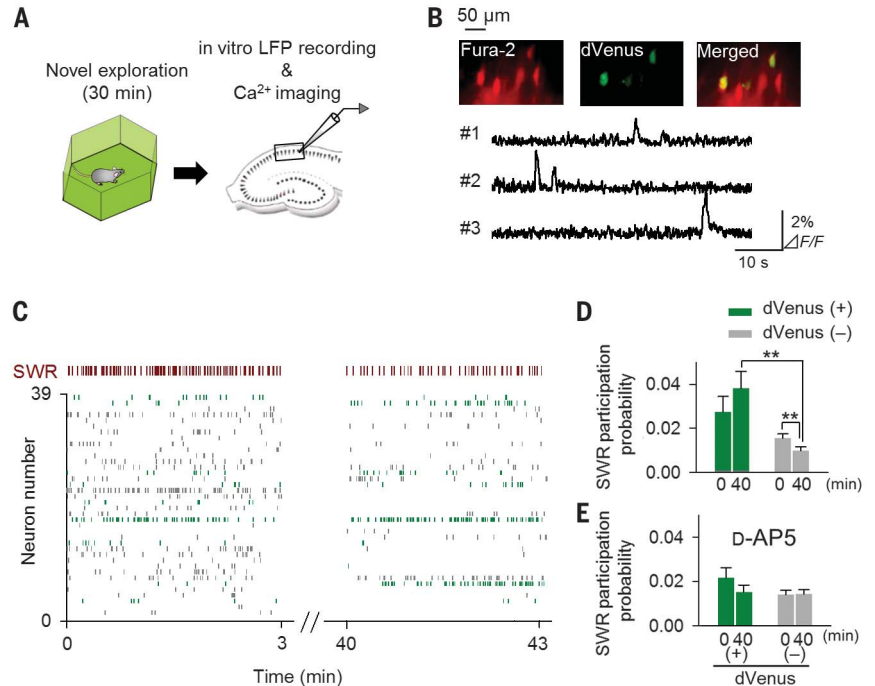 A
Novel exploration
(30 min)
in vitro LFP recording
&
Ca2+ imaging
B
50 µm
Fura-2
dVenus
Merged
#1
#2
#3
2%
⊿F/F
10 s
C
SWR
39
Neuron number
0
0
3
40
43
Time (min)
D
dVenus (+)
dVenus (–)
**
**
SWR participation
probability
0.04
0.02
0.00
0 40
0 40
(min)
E
D-AP5
SWR participation
probability
0.04
0.02
0.00
0 40
0 40
(min)
(+)
(–)
dVenus